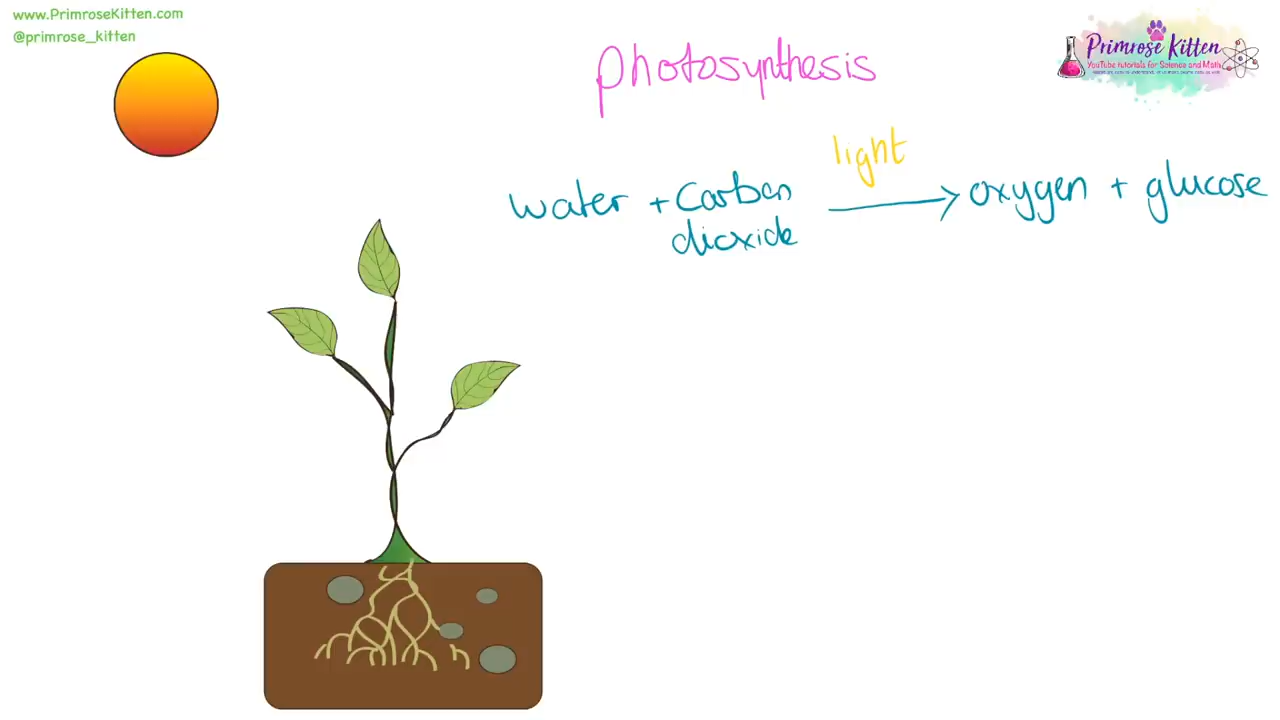 www.PrimroseKitten.com
@primrose_kitten
Primrose Kitten
YouTube tutorials for Science and Maths
photosynthesis
light
water + carbon → oxygen + glucose
dioxide